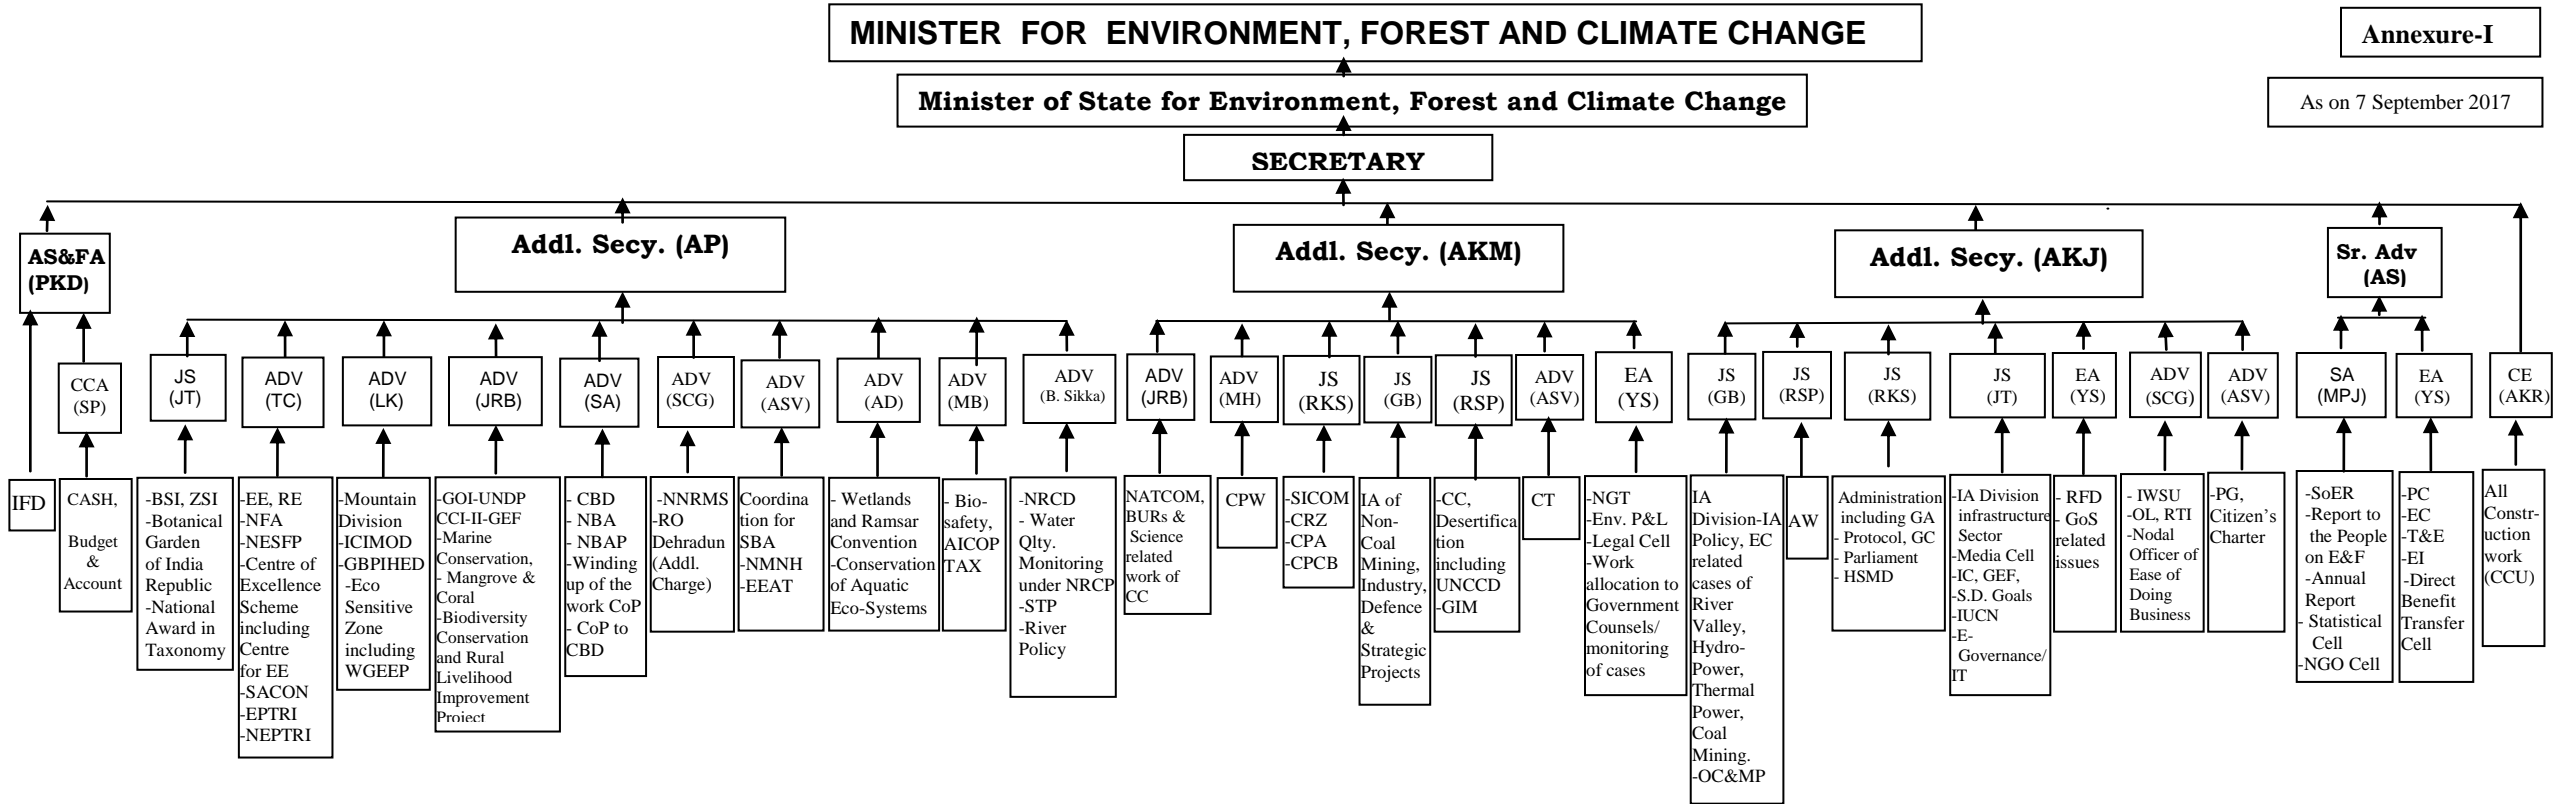 MINISTER FOR ENVIRONMENT, FOREST AND CLIMATE CHANGE
Annexure-I
Minister of State for Environment, Forest and Climate Change
As on 7 September 2017
SECRETARY
AS&FA
(PKD)
Addl. Secy. (AP)
Addl. Secy. (AKM)
Addl. Secy. (AKJ)
Sr. Adv
(AS)
CCA
(SP)
JS
(JT)
ADV
(TC)
ADV
(LK)
ADV
(JRB)
ADV
(SA)
ADV
(SCG)
ADV
(ASV)
ADV
(AD)
ADV
(MB)
ADV
(B. Sikka)
ADV
(JRB)
ADV
(MH)
JS
(RKS)
JS
(GB)
JS
(RSP)
ADV
(ASV)
EA
(YS)
JS
(GB)
JS
(RSP)
JS
(RKS)
JS
(JT)
EA
(YS)
ADV
(SCG)
ADV
(ASV)
SA
(MPJ)
EA
(YS)
CE
(AKR)
IFD
CASH,
Budget
&
Account
-BSI, ZSI
-Botanical
Garden
of India
Republic
-National
Award in
Taxonomy
-EE, RE
-NFA
-NESFP
-Centre of
Excellence
Scheme
including
Centre
for EE
-SACON
-EPTRI
-NEPTRI
-Mountain
Division
-ICIMOD
-GBPIHED
-Eco
Sensitive
Zone
including
WGEEP
-GOI-UNDP
CCI-II-GEF
-Marine
Conservation,
- Mangrove &
Coral
-Biodiversity
Conservation
and Rural
Livelihood
Improvement
Project
- CBD
- NBA
- NBAP
-Winding
up of the
work CoP
- CoP to
CBD
-NNRMS
-RO
Dehradun
(Addl.
Charge)
Coordina
tion for
SBA
-NMNH
-EEAT
- Wetlands
and Ramsar
Convention
-Conservation
of Aquatic
Eco-Systems
- Bio-
safety,
AICOP
TAX
-NRCD
- Water
Qlty.
Monitoring
under NRCP
-STP
-River
Policy
NATCOM,
BURs &
Science
related
work of
CC
CPW
-SICOM
-CRZ
-CPA
-CPCB
IA of
Non-
Coal
Mining,
Industry,
Defence
&
Strategic
Projects
-CC,
Desertifica
tion
including
UNCCD
-GIM
CT
-NGT
-Env. P&L
-Legal Cell
-Work
allocation to
Government
Counsels/
monitoring
of cases
IA
Division-IA
Policy, EC
related
cases of
River
Valley,
Hydro-
Power,
Thermal
Power,
Coal
Mining.
-OC&MP
AW
Administration
including GA
- Protocol, GC
- Parliament
- HSMD
-IA Division
infrastructure
Sector
-Media Cell
-IC, GEF,
-S.D. Goals
-IUCN
-E-
Governance/
IT
- RFD
- GoS
related
issues
- IWSU
- OL, RTI
-Nodal
Officer of
Ease of
Doing
Business
-PG,
Citizen's
Charter
-SoER
-Report to
the People
on E&F
-Annual
Report
- Statistical
Cell
-NGO Cell
-PC
-EC
-T&E
-EI
-Direct
Benefit
Transfer
Cell
All
Constr-
uction
work
(CCU)